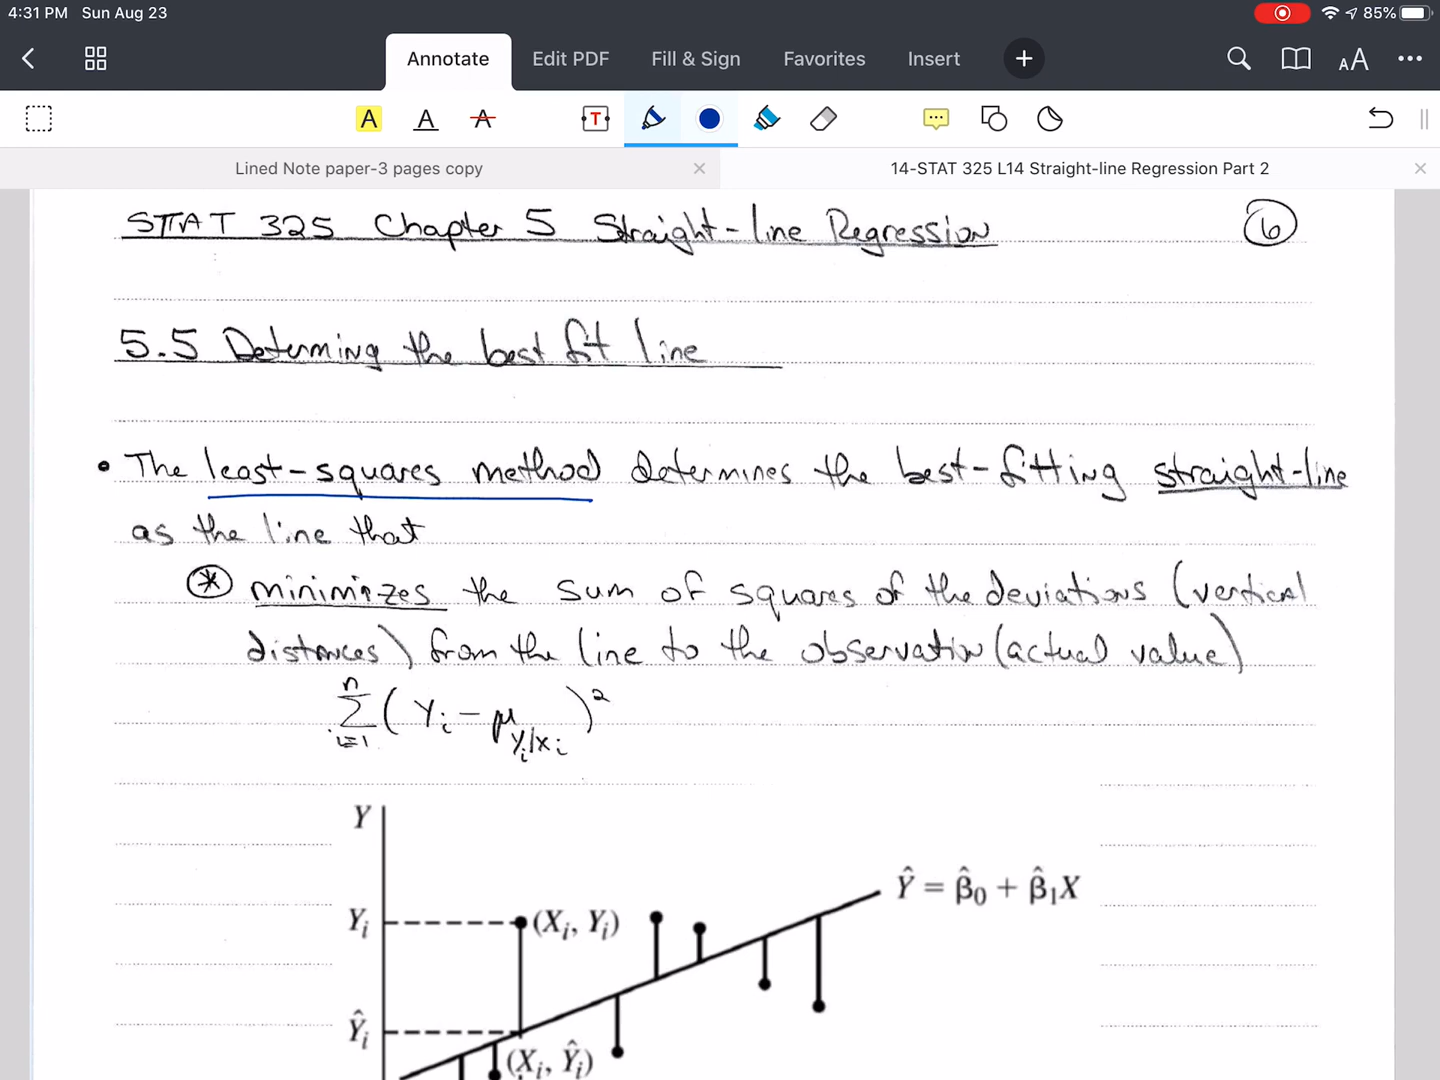 4:31 PM Sun Aug 23 85%
Annotate Edit PDF Fill & Sign Favorites Insert + AA
A A A T
Lined Note paper-3 pages copy 14-STAT 325 L14 Straight-line Regression Part 2
STAT 325 Chapter 5 Straight-line Regression 6
5.5 Determing the best fit line
• The least-squares method determines the best-fitting straight-line
as the line that
* minimizes the sum of squares of the deviations (vertical
distances) from the line to the observation (actual value)
n
Σ (Yi - μ Yi/Xi)²
i=1
Y
Ŷ = β̂₀ + β̂₁X
Yi (Xi, Yi)
Ŷi
(Xi, Ŷi)